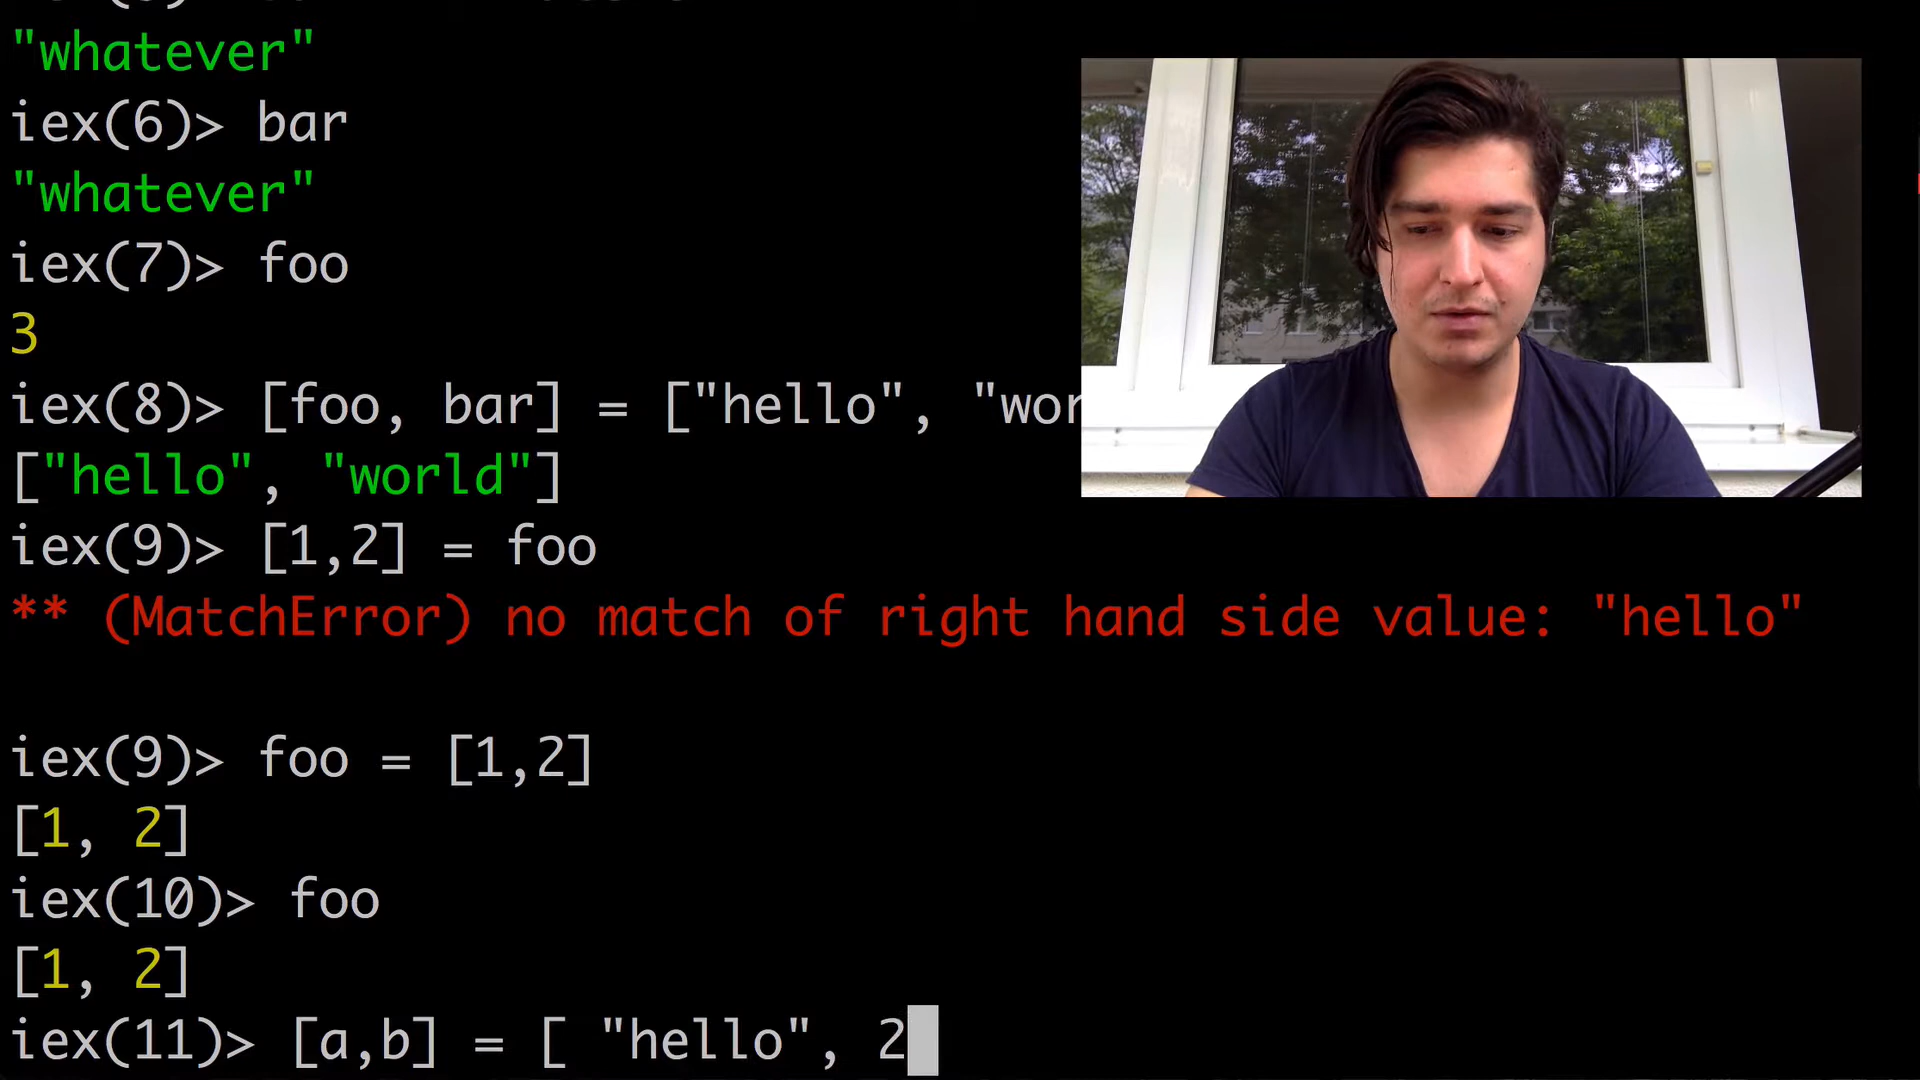 "whatever"
iex(6)> bar
"whatever"
iex(7)> foo
3
iex(8)> [foo, bar] = ["hello", "wor
["hello", "world"]
iex(9)> [1,2] = foo
** (MatchError) no match of right hand side value: "hello"
iex(9)> foo = [1,2]
[1, 2]
iex(10)> foo
[1, 2]
iex(11)> [a,b] = [ "hello", 2